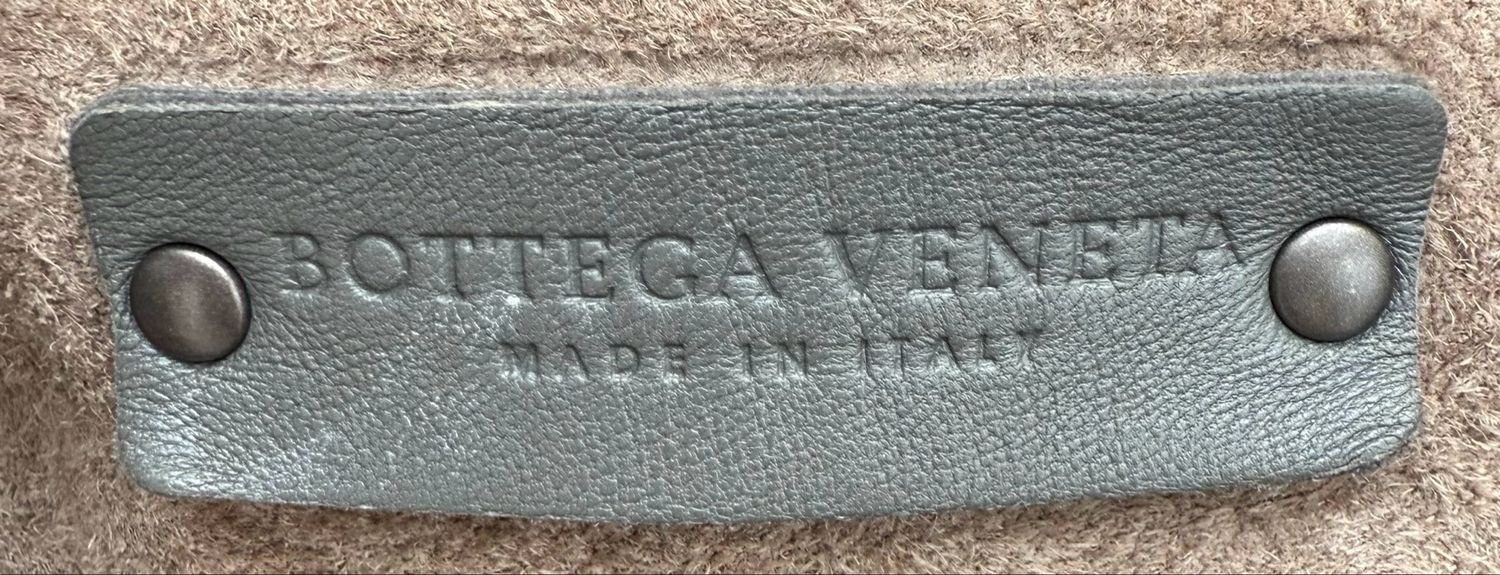 BOTTEGA VENETA
MADE IN ITALY